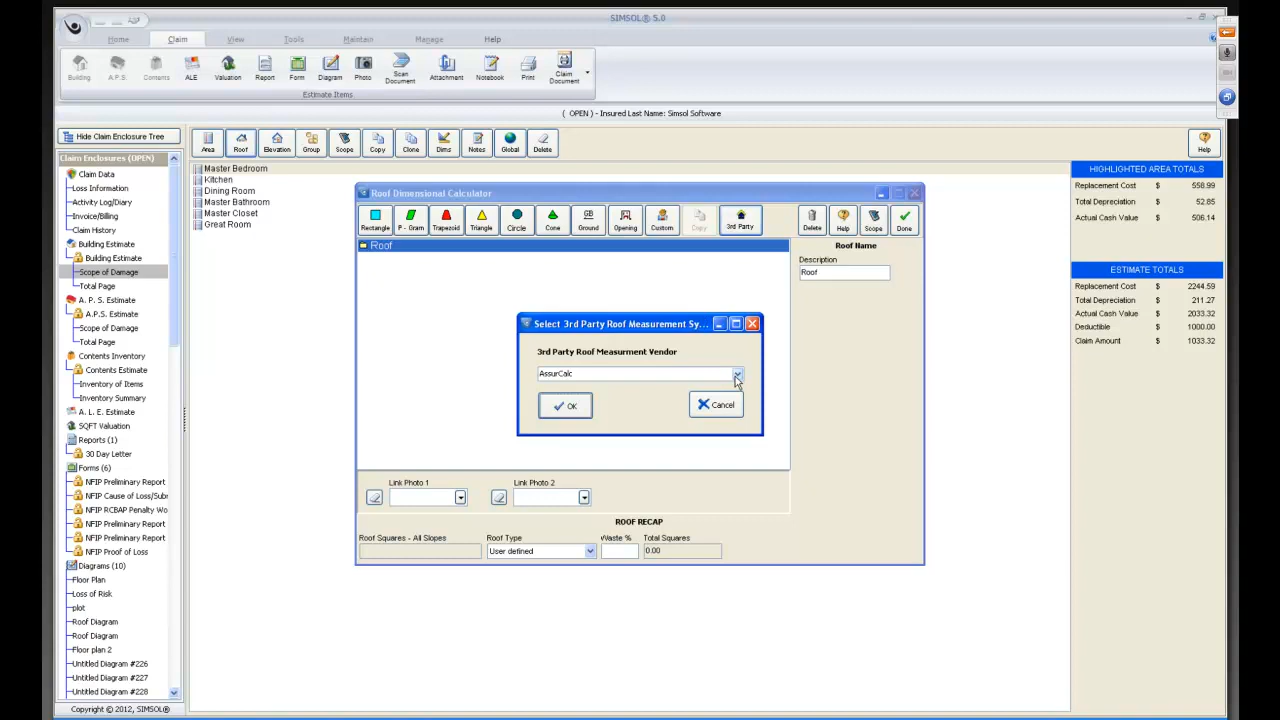 SIMSOL® 5.0
Home Claim View Tools Maintain Manage Help
Building A.P.S. Contents ALE Valuation Report Form Diagram Photo Scan Document Attachment Notebook Print Claim Document
Estimate Items
( OPEN ) - Insured Last Name: Simsol Software
Hide Claim Enclosure Tree
Area Roof Elevation Group Scope Copy Clone Dims Notes Global Delete Help
Claim Enclosures (OPEN)
Claim Data
Loss Information
Activity Log/Diary
Invoice/Billing
Claim History
Building Estimate
Building Estimate
Scope of Damage
Total Page
A. P. S. Estimate
A.P.S. Estimate
Scope of Damage
Total Page
Contents Inventory
Contents Estimate
Inventory of Items
Inventory Summary
A. L. E. Estimate
SQFT Valuation
Reports (1)
30 Day Letter
Forms (6)
NFIP Preliminary Report
NFIP Cause of Loss/Subr
NFIP Preliminary Report
NFIP RCBAP Penalty Wo
NFIP Preliminary Report
NFIP Proof of Loss
Diagrams (10)
Floor Plan
Loss of Risk
plot
Roof Diagram
Roof Diagram
Floor plan 2
Untitled Diagram #226
Untitled Diagram #227
Untitled Diagram #228
Copyright © 2012, SIMSOL®
Master Bedroom
Kitchen
Dining Room
Master Bathroom
Master Closet
Great Room
Roof Dimensional Calculator
Rectangle P - Gram Trapezoid Triangle Circle Cone Ground Opening Custom Copy 3rd Party Delete Help Scope Done
Roof
Roof Name
Description
Roof
Select 3rd Party Roof Measurement Sy...
3rd Party Roof Measurment Vendor
AssurCalc
OK Cancel
Link Photo 1 Link Photo 2
ROOF RECAP
Roof Squares - All Slopes Roof Type Waste % Total Squares
User defined 0.00
HIGHLIGHTED AREA TOTALS
Replacement Cost $ 558.99
Total Depreciation $ 52.85
Actual Cash Value $ 506.14
ESTIMATE TOTALS
Replacement Cost $ 2244.59
Total Depreciation $ 211.27
Actual Cash Value $ 2033.32
Deductible $ 1000.00
Claim Amount $ 1033.32